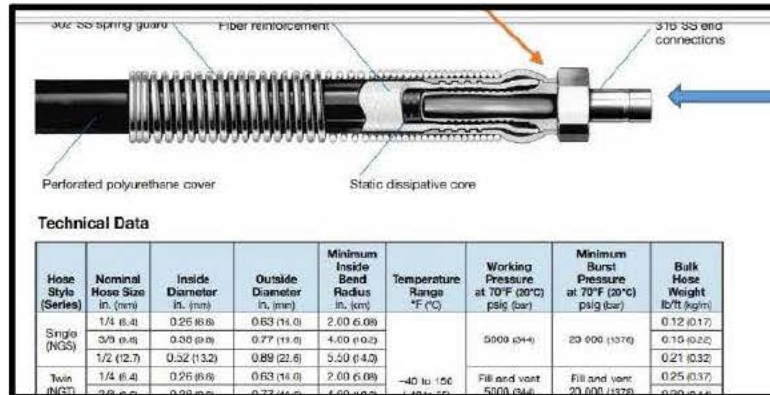 302 SS spring guard
Fiber reinforcement
316 SS end
connections
Perforated polyurethane cover
Static dissipative core
Technical Data
Hose Style (Series) Nominal Hose Size in. (mm) Inside Diameter in. (mm) Outside Diameter in. (mm) Minimum Inside Bend Radius in. (cm) Temperature Range °F (°C) Working Pressure at 70°F (20°C) psig (bar) Minimum Burst Pressure at 70°F (20°C) psig (bar) Bulk Hose Weight lb/ft (kg/m)
Single (NGS) 1/4 (6.4) 0.26 (6.6) 0.63 (16.0) 2.00 (5.08) 5000 (344) 20 000 (1378) 0.12 (0.17)
3/8 0.38 0.77 4.00 (10.2) 0.15 (0.22)
1/2 (12.7) 0.52 (13.2) 0.89 (22.6) 5.50 (14.0) 0.21 (0.32)
Twin (NGT) 1/4 (6.4) 0.26 (6.6) 0.63 (16.0) 2.00 (5.08) –40 to Fill and vent 5000 (344) Fill and vent 20 000 (1378) 0.25 (0.37)